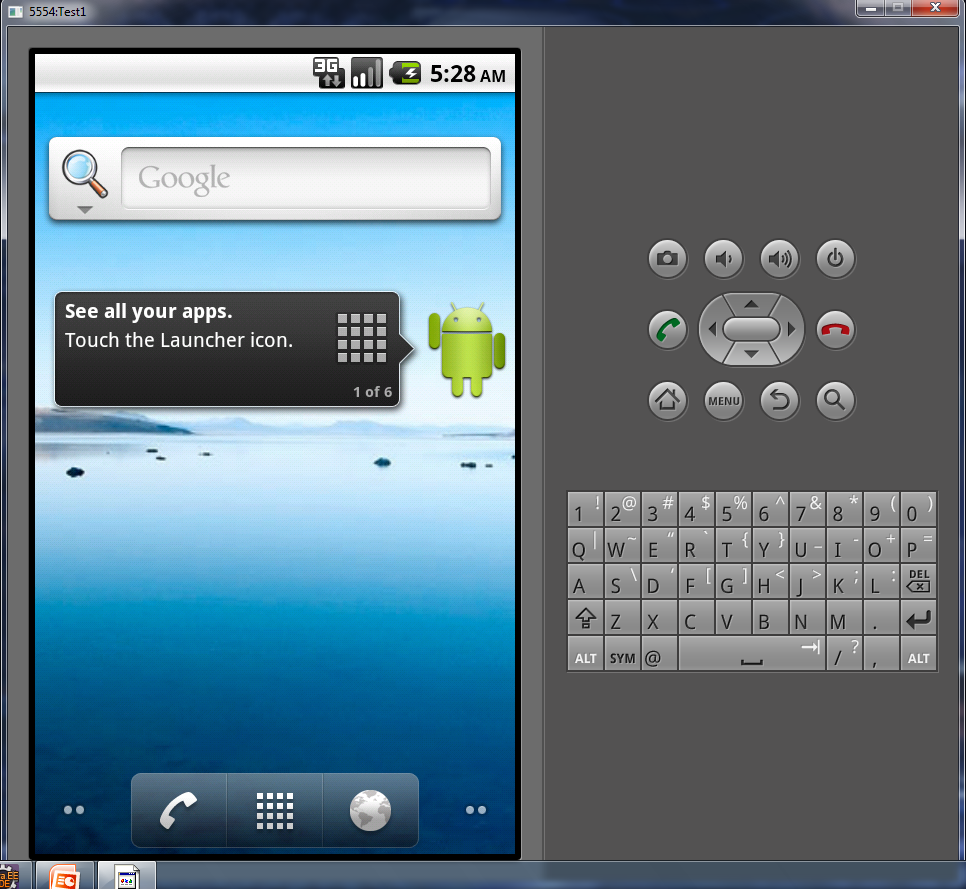 5554:Test1
3G
5:28 AM
Google
See all your apps.
Touch the Launcher icon.
1 of 6
MENU
1 ! 2 @ 3 # 4 $ 5 % 6 ^ 7 & 8 * 9 ( 0 )
Q | W ~ E “ R ` T { Y } U _ I - O + P =
A S \ D ‘ F [ G ] H < J > K ; L : DEL
Z X C V B N M .
ALT SYM @ / ? , ALT